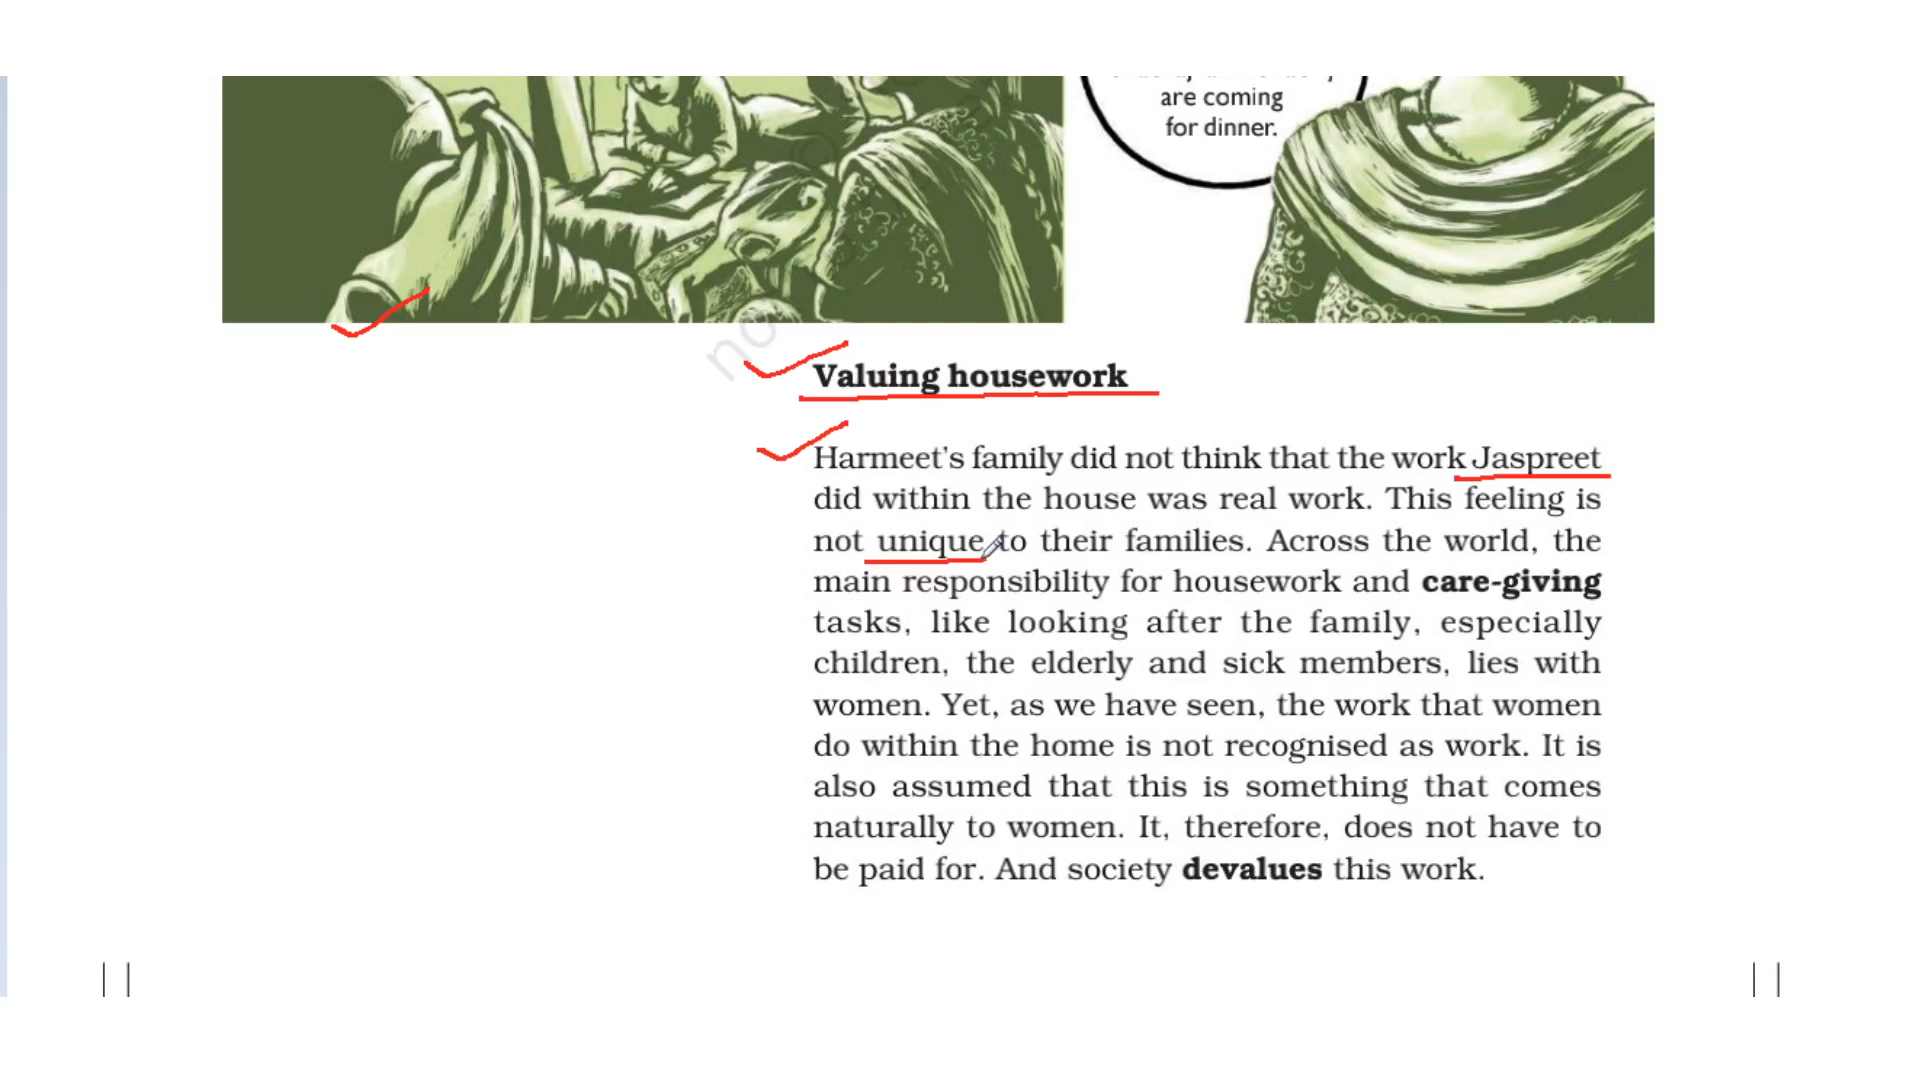 are coming
for dinner.
no
Valuing housework
Harmeet's family did not think that the work Jaspreet
did within the house was real work. This feeling is
not unique to their families. Across the world, the
main responsibility for housework and care-giving
tasks, like looking after the family, especially
children, the elderly and sick members, lies with
women. Yet, as we have seen, the work that women
do within the home is not recognised as work. It is
also assumed that this is something that comes
naturally to women. It, therefore, does not have to
be paid for. And society devalues this work.